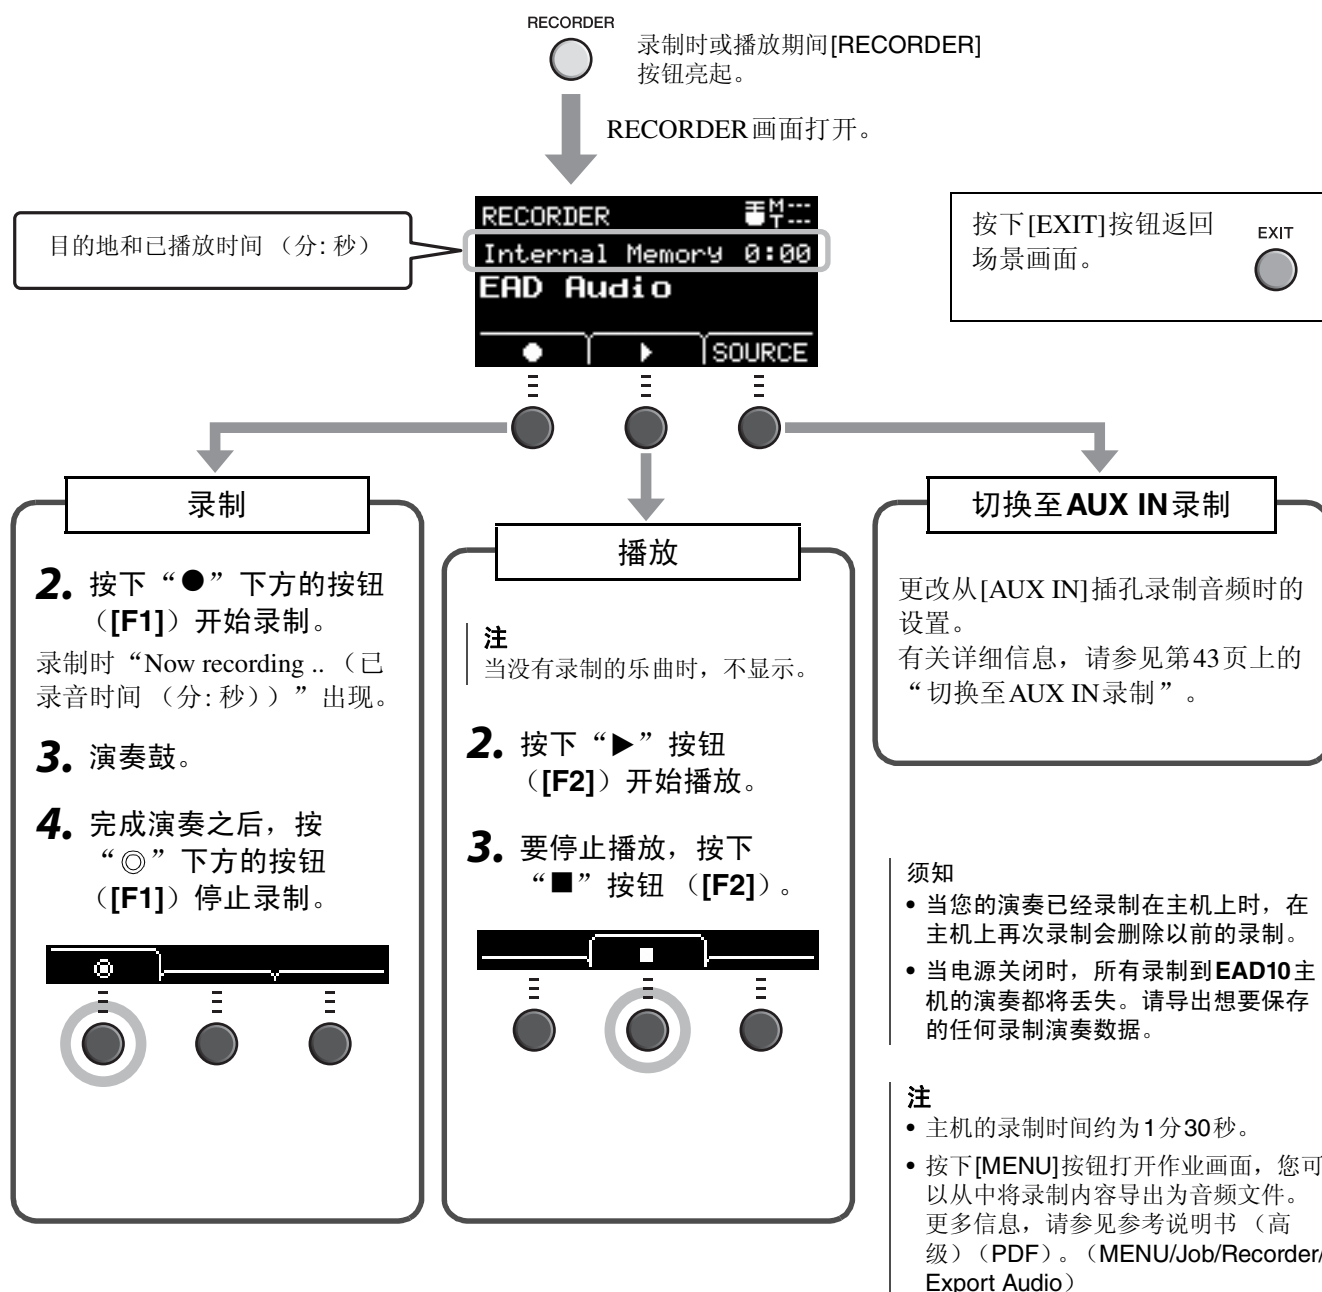 RECORDER
录制时或播放期间[RECORDER]
按钮亮起。
RECORDER画面打开。
目的地和已播放时间 （分:秒）
RECORDER
M
T
Internal Memory 0:00
EAD Audio
● ▶ SOURCE
按下[EXIT]按钮返回
场景画面。
EXIT
录制
2. 按下“●”下方的按钮
（[F1]）开始录制。
录制时“Now recording .. （已
录音时间 （分:秒））”出现。
3. 演奏鼓。
4. 完成演奏之后，按
“◎”下方的按钮
（[F1]）停止录制。
播放
注
当没有录制的乐曲时，不显示。
2. 按下“▶”按钮
（[F2]）开始播放。
3. 要停止播放，按下
“■”按钮 （[F2]）。
切换至AUX IN录制
更改从[AUX IN]插孔录制音频时的
设置。
有关详细信息，请参见第43页上的
“切换至AUX IN录制”。
须知
• 当您的演奏已经录制在主机上时，在
主机上再次录制会删除以前的录制。
• 当电源关闭时，所有录制到EAD10主
机的演奏都将丢失。请导出想要保存
的任何录制演奏数据。
注
• 主机的录制时间约为1分30秒。
• 按下[MENU]按钮打开作业画面，您可
以从中将录制内容导出为音频文件。
更多信息，请参见参考说明书 （高
级）（PDF）。（MENU/Job/Recorder/
Export Audio）